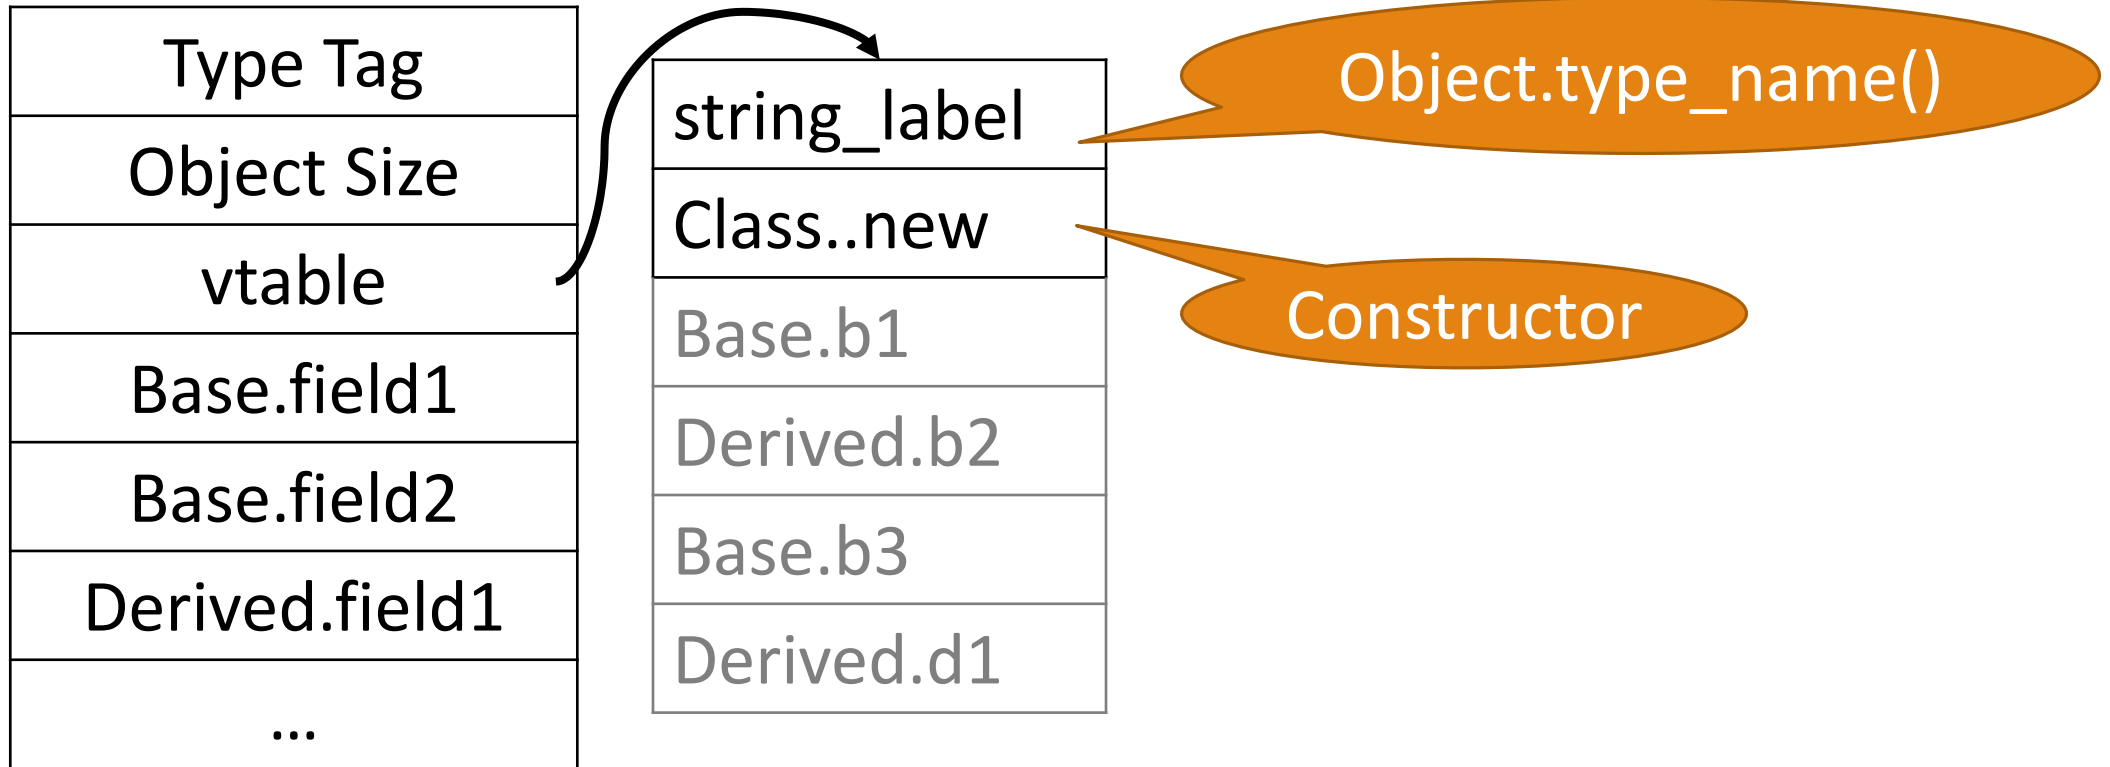 Type Tag
Object Size
vtable
Base.field1
Base.field2
Derived.field1
...
string_label
Class..new
Base.b1
Derived.b2
Base.b3
Derived.d1
Object.type_name()
Constructor